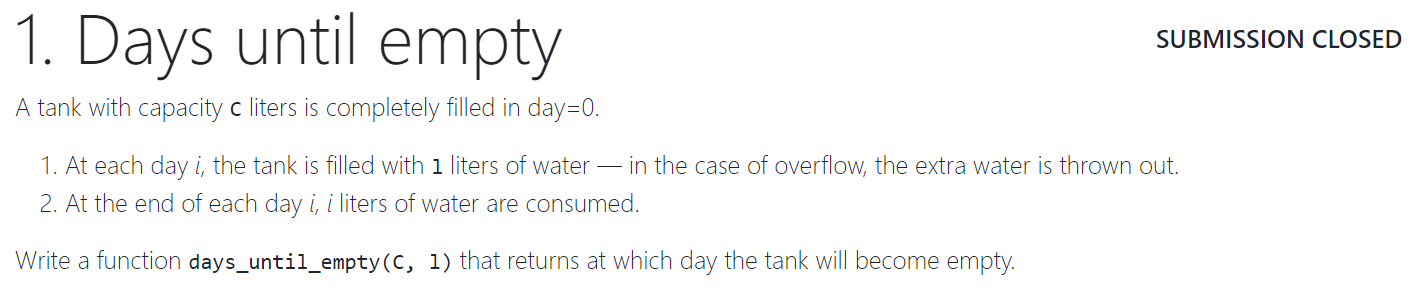 1. Days until empty
SUBMISSION CLOSED
A tank with capacity C liters is completely filled in day=0.
1. At each day i, the tank is filled with l liters of water — in the case of overflow, the extra water is thrown out.
2. At the end of each day i, i liters of water are consumed.
Write a function days_until_empty(C, l) that returns at which day the tank will become empty.